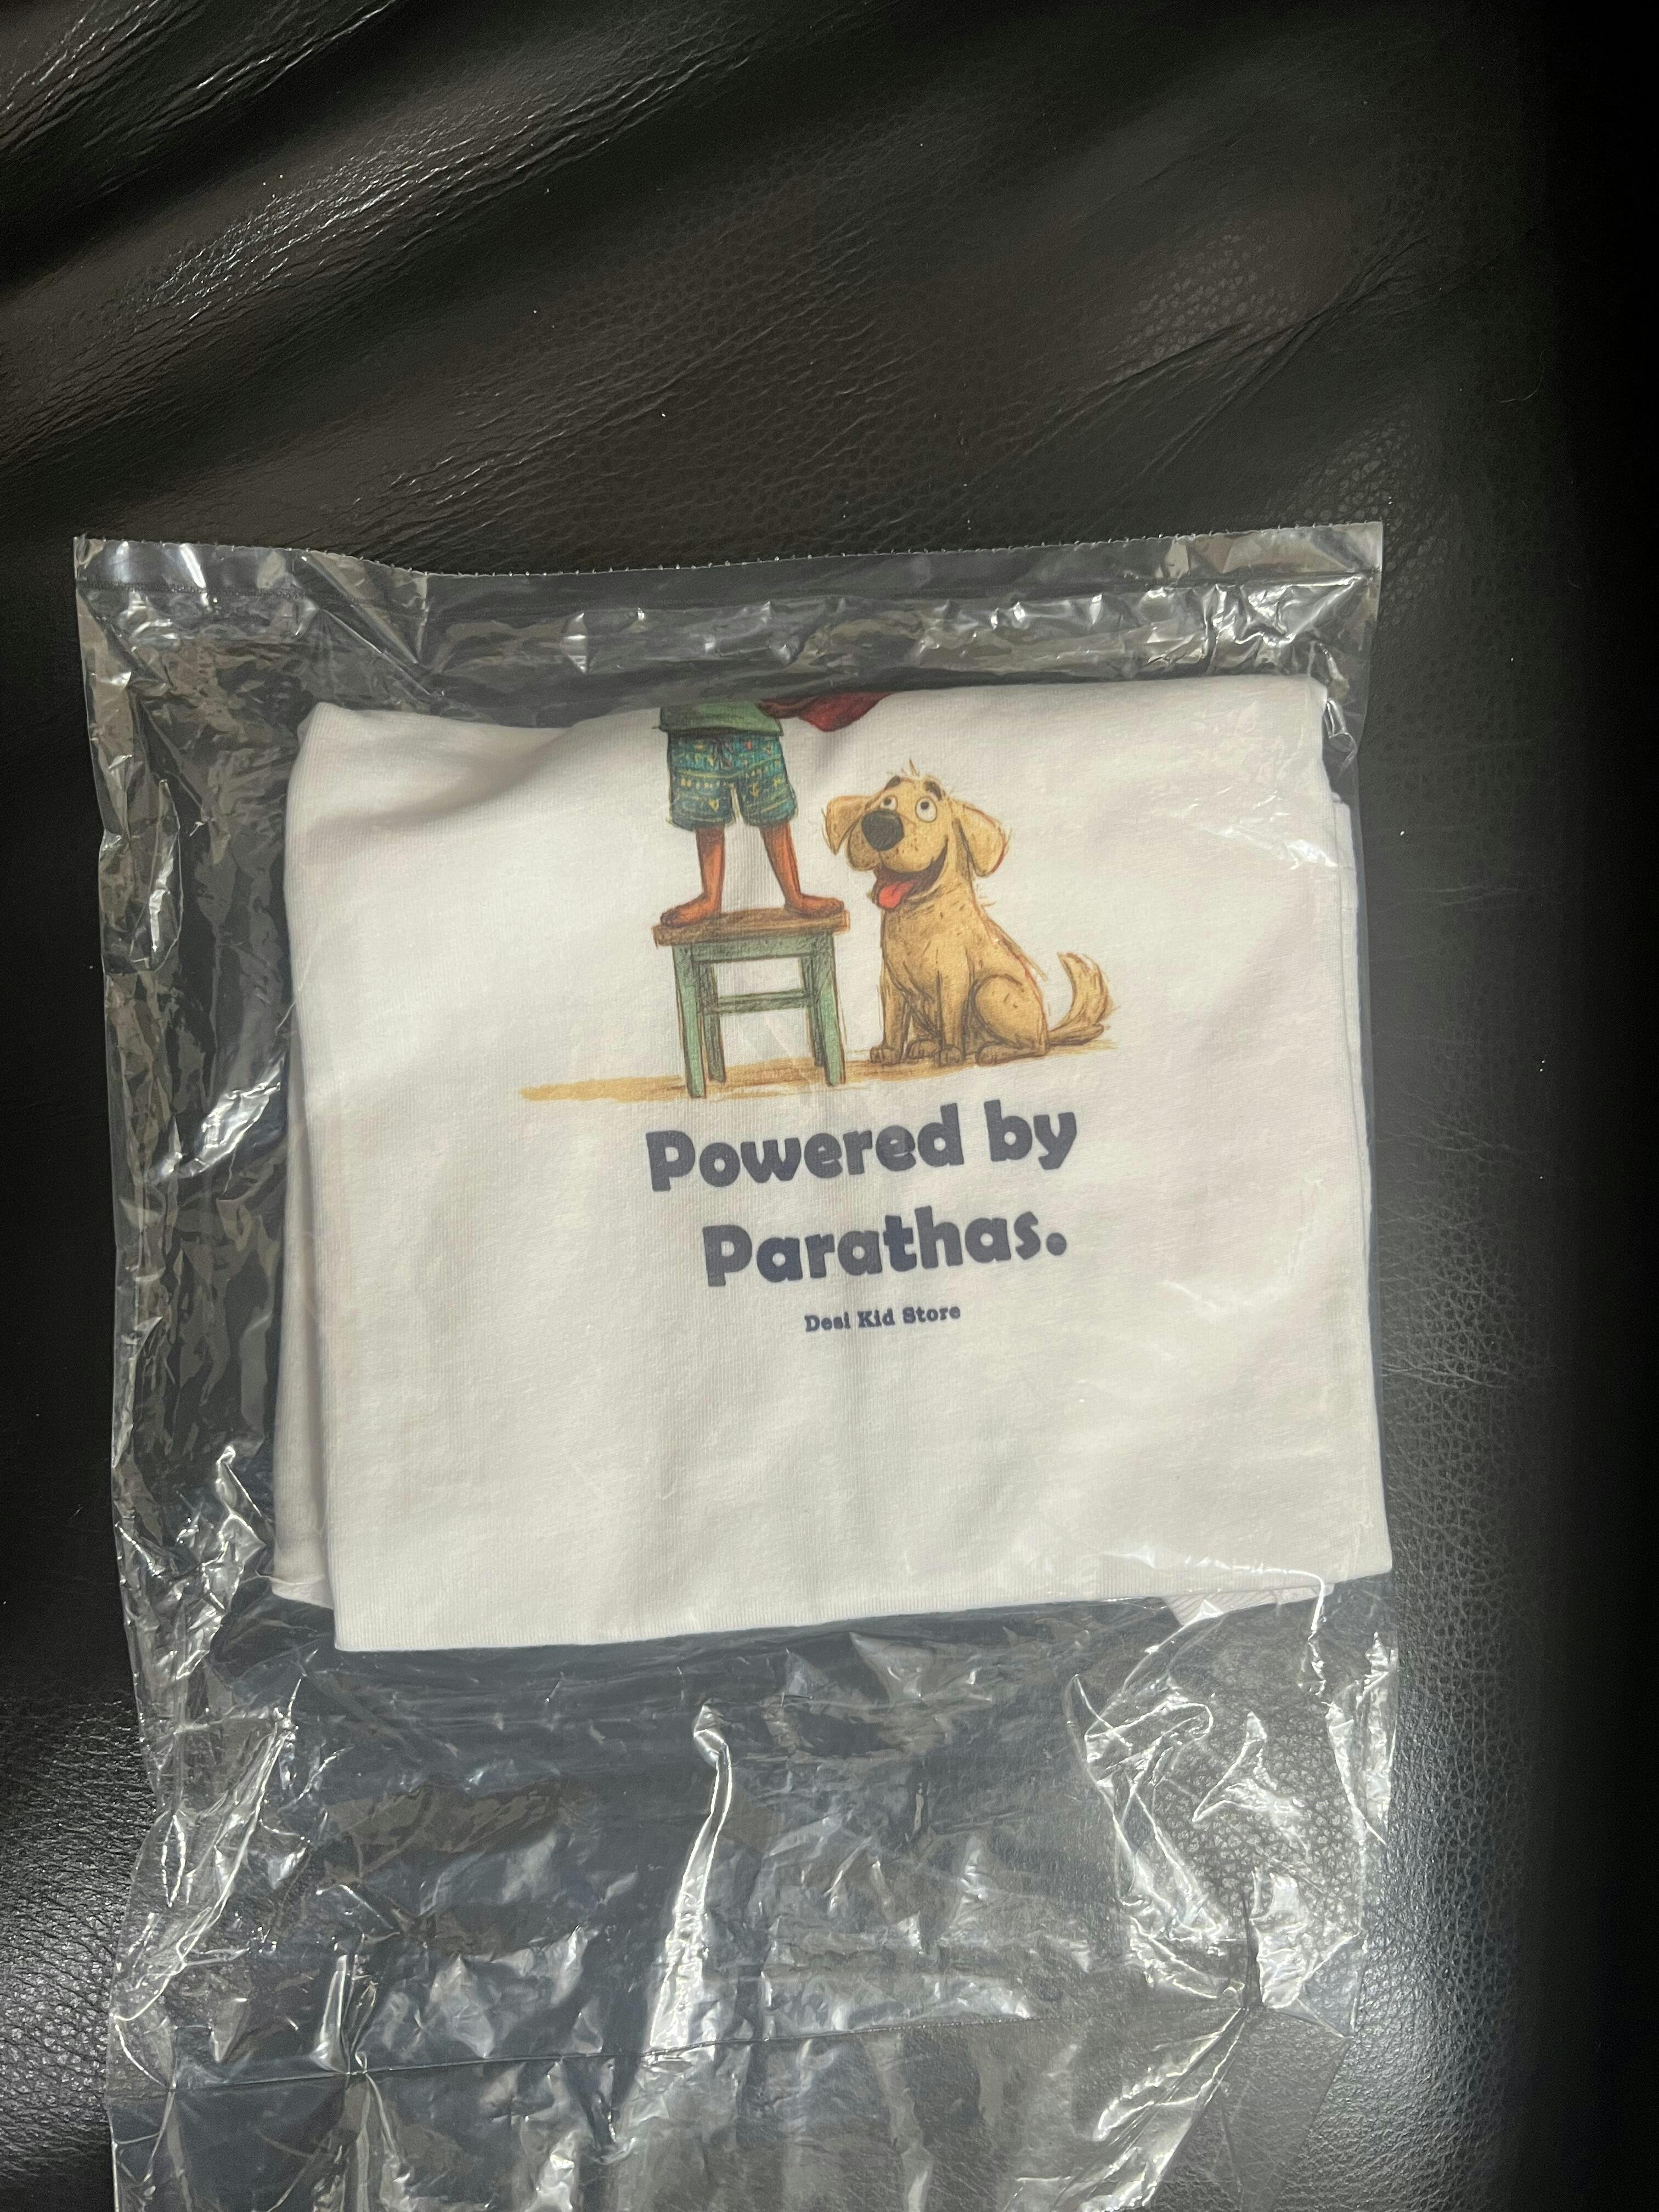 Powered by
Parathas.
Desi Kid Store